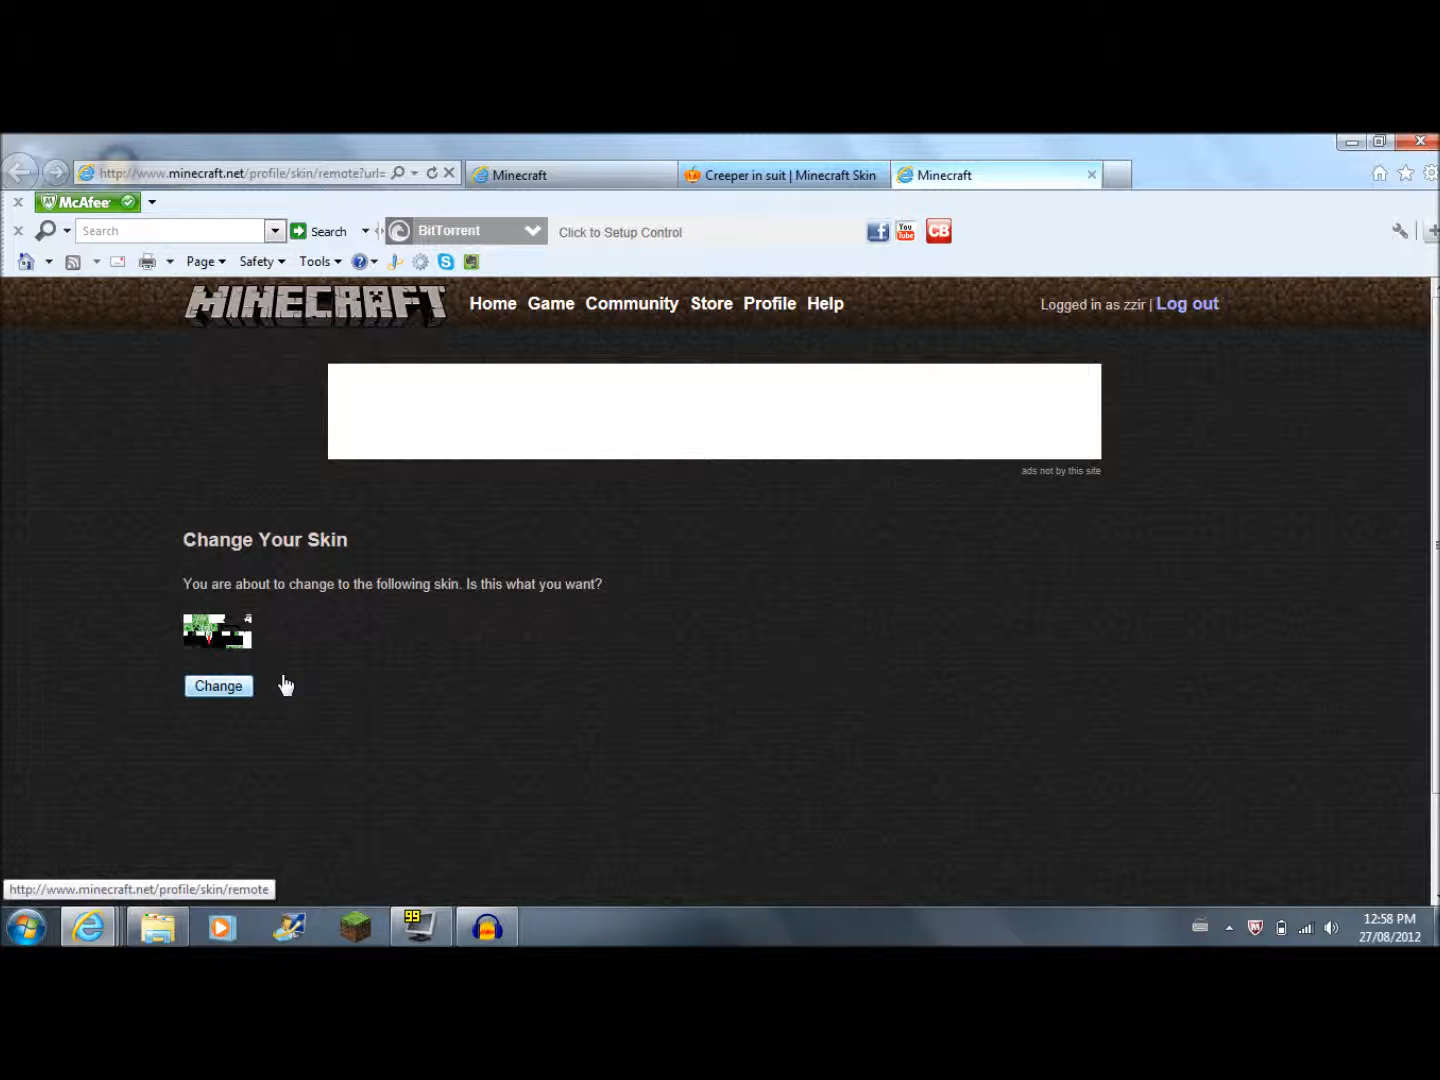 http://www.minecraft.net/profile/skin/remote?url=
Minecraft
Creeper in suit | Minecraft Skin
Minecraft
McAfee
Search
Search
BitTorrent
Click to Setup Control
f
You Tube
CB
Page
Safety
Tools
MINECRAFT
Home Game Community Store Profile Help
Logged in as zzir | Log out
ads not by this site
Change Your Skin
You are about to change to the following skin. Is this what you want?
Change
http://www.minecraft.net/profile/skin/remote
99
12:58 PM
27/08/2012